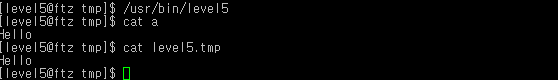 [level5@ftz tmp]$ /usr/bin/level5
[level5@ftz tmp]$ cat a
Hello
[level5@ftz tmp]$ cat level5.tmp
Hello
[level5@ftz tmp]$